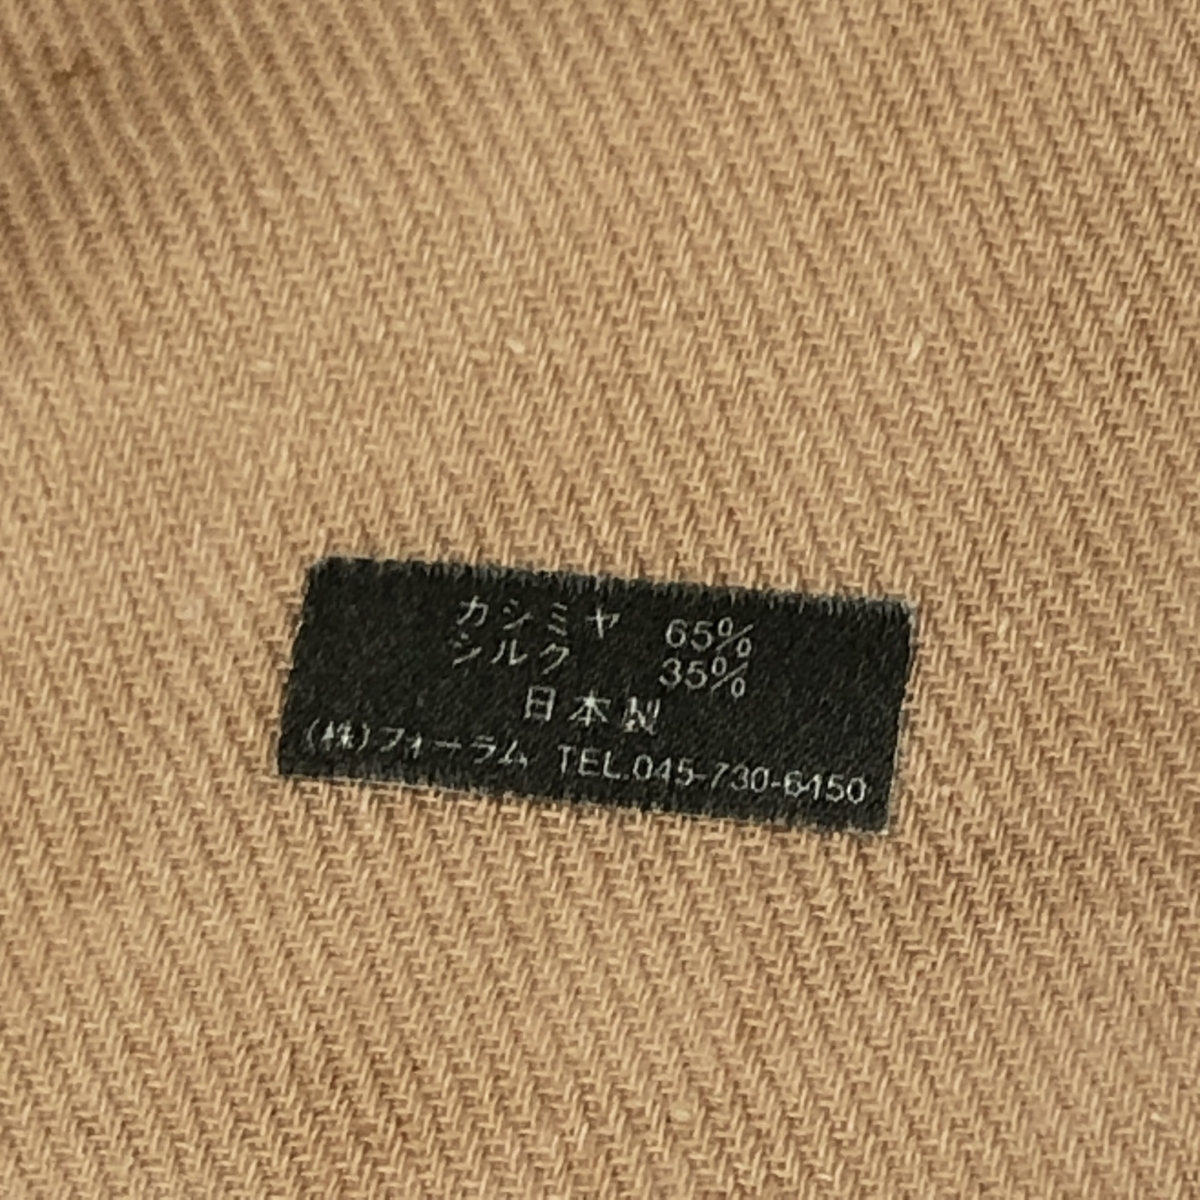 カシミヤ 65%
シルク 35%
日本製
(株)フォーラム TEL.045-730-6450